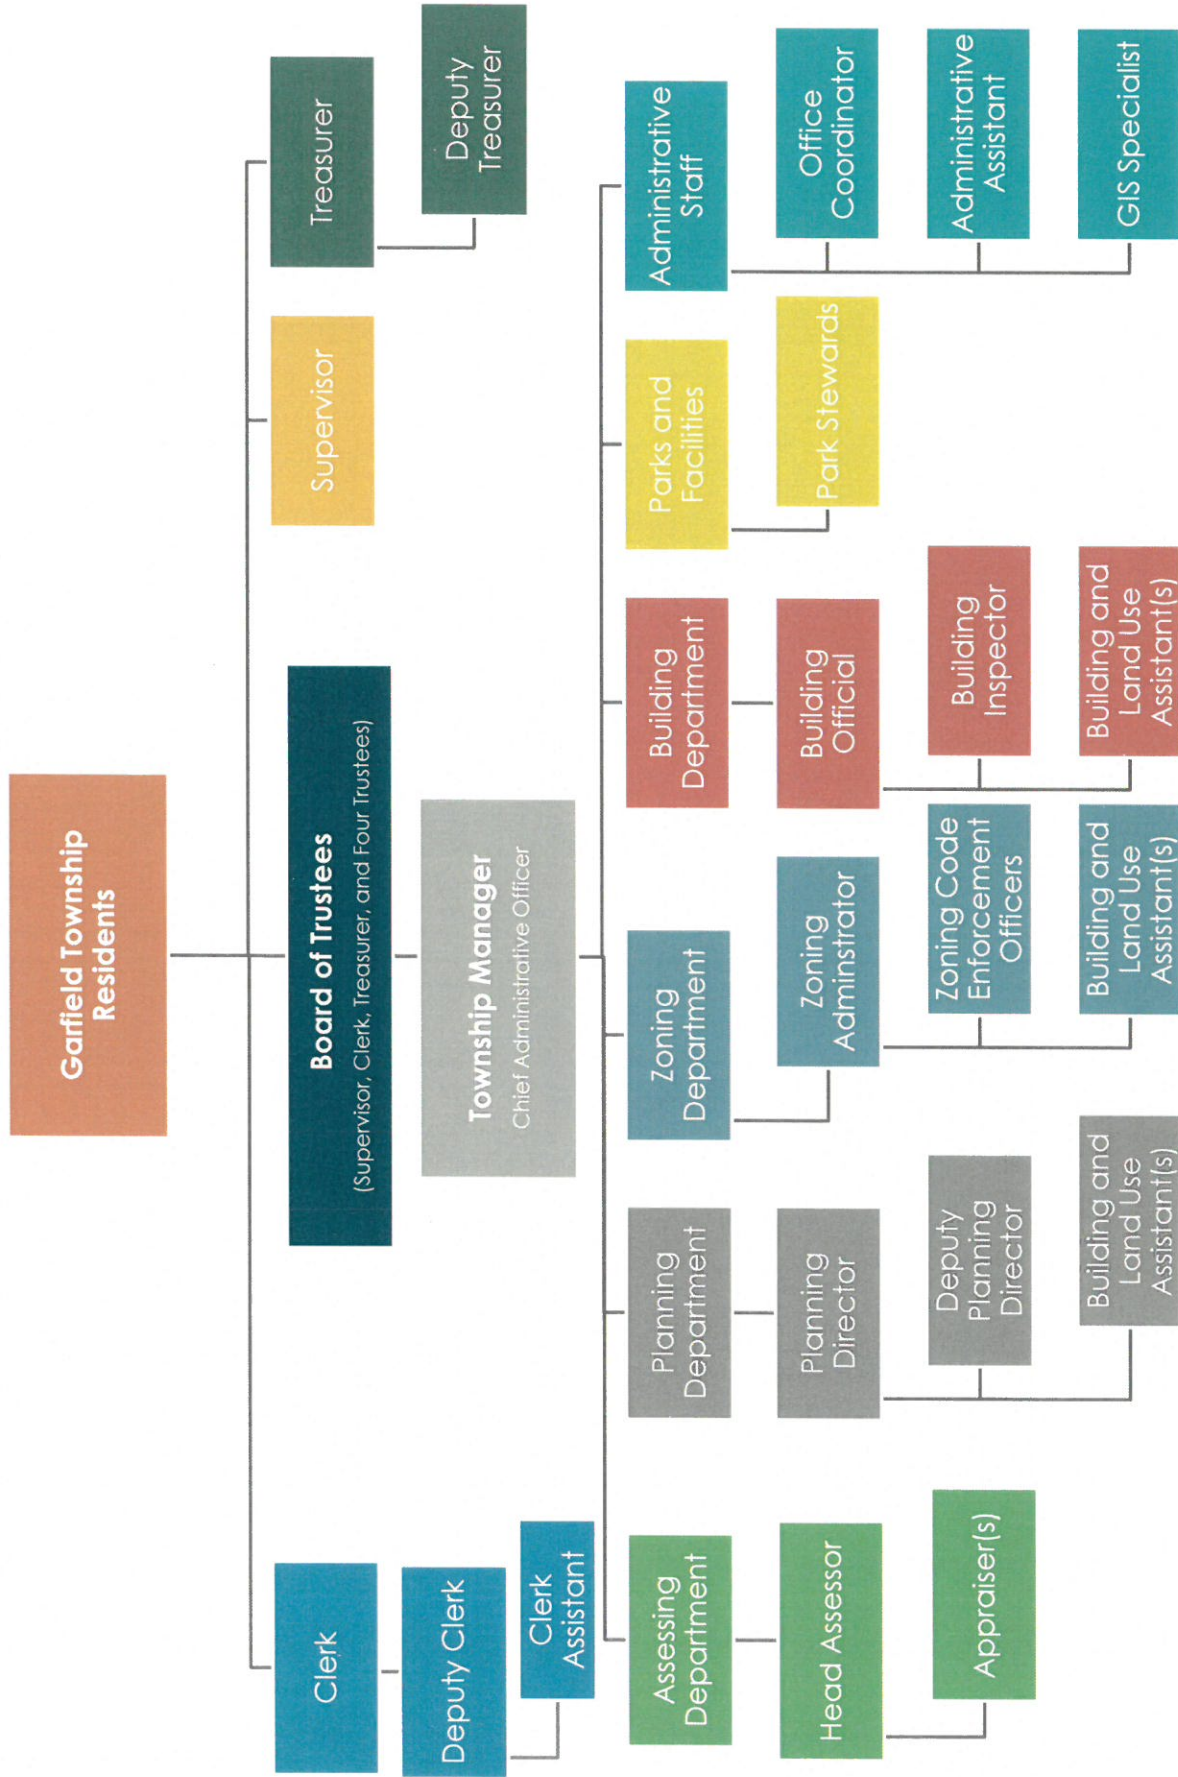 Garfield Township
Residents
Clerk
Board of Trustees
(Supervisor, Clerk, Treasurer, and Four Trustees)
Supervisor
Treasurer
Deputy Clerk
Clerk
Assistant
Township Manager
Chief Administrative Officer
Deputy
Treasurer
Assessing
Department
Planning
Department
Zoning
Department
Building
Department
Parks and
Facilities
Administrative
Staff
Head Assessor
Planning
Director
Zoning
Adminstrator
Building
Official
Park Stewards
Office
Coordinator
Appraiser(s)
Deputy
Planning
Director
Zoning Code
Enforcement
Officers
Building
Inspector
Administrative
Assistant
Building and
Land Use
Assistant(s)
Building and
Land Use
Assistant(s)
Building and
Land Use
Assistant(s)
GIS Specialist